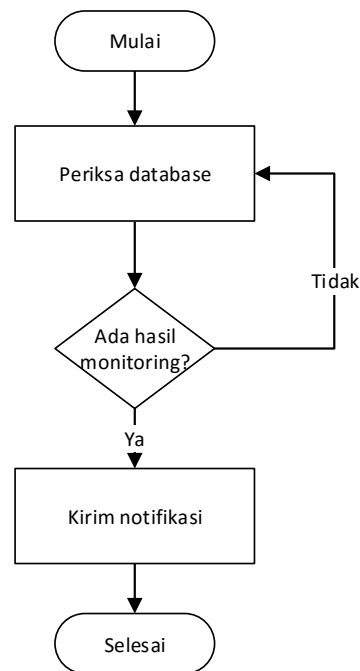 Mulai
Periksa database
Tidak
Ada hasil
monitoring?
Ya
Kirim notifikasi
Selesai